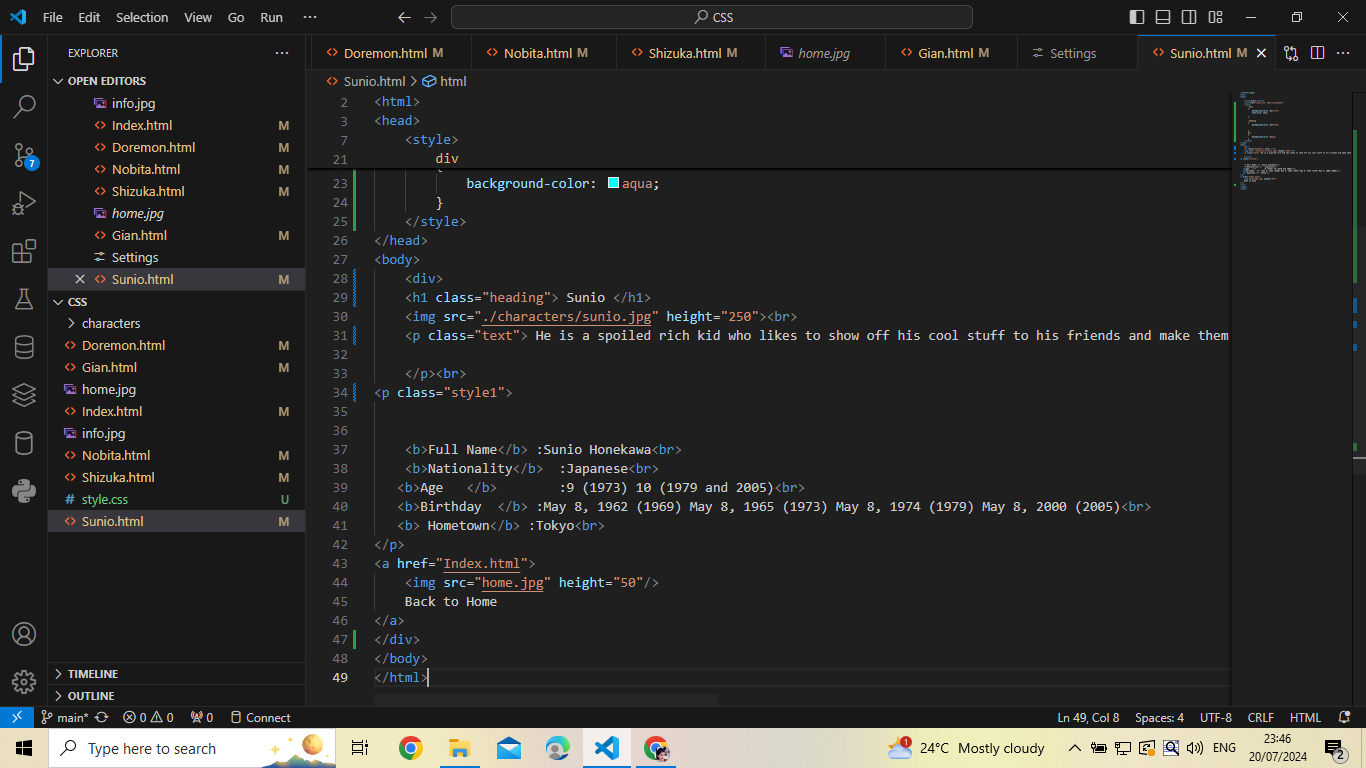 File Edit Selection View Go Run ··· CSS
EXPLORER ···
OPEN EDITORS
info.jpg
Index.html M
Doremon.html M
Nobita.html M
Shizuka.html M
home.jpg
Gian.html M
Settings
Sunio.html M
CSS
characters
Doremon.html M
Gian.html M
home.jpg
Index.html M
info.jpg
Nobita.html M
Shizuka.html M
style.css U
Sunio.html M
TIMELINE
OUTLINE
7
Doremon.html M Nobita.html M Shizuka.html M home.jpg Gian.html M Settings Sunio.html M
Sunio.html > html
2 <html>
3 <head>
7 <style>
21 div
23 background-color: aqua;
24 }
25 </style>
26 </head>
27 <body>
28 <div>
29 <h1 class="heading"> Sunio </h1>
30 <img src="./characters/sunio.jpg" height="250"><br>
31 <p class="text"> He is a spoiled rich kid who likes to show off his cool stuff to his friends and make them
32
33 </p><br>
34 <p class="style1">
35
36
37 <b>Full Name</b> :Sunio Honekawa<br>
38 <b>Nationality</b> :Japanese<br>
39 <b>Age </b> :9 (1973) 10 (1979 and 2005)<br>
40 <b>Birthday </b> :May 8, 1962 (1969) May 8, 1965 (1973) May 8, 1974 (1979) May 8, 2000 (2005)<br>
41 <b> Hometown</b> :Tokyo<br>
42 </p>
43 <a href="Index.html">
44 <img src="home.jpg" height="50"/>
45 Back to Home
46 </a>
47 </div>
48 </body>
49 </html>
main* 0 0 0 Connect Ln 49, Col 8 Spaces: 4 UTF-8 CRLF HTML
Type here to search 1 24°C Mostly cloudy ENG 23:46
20/07/2024 2